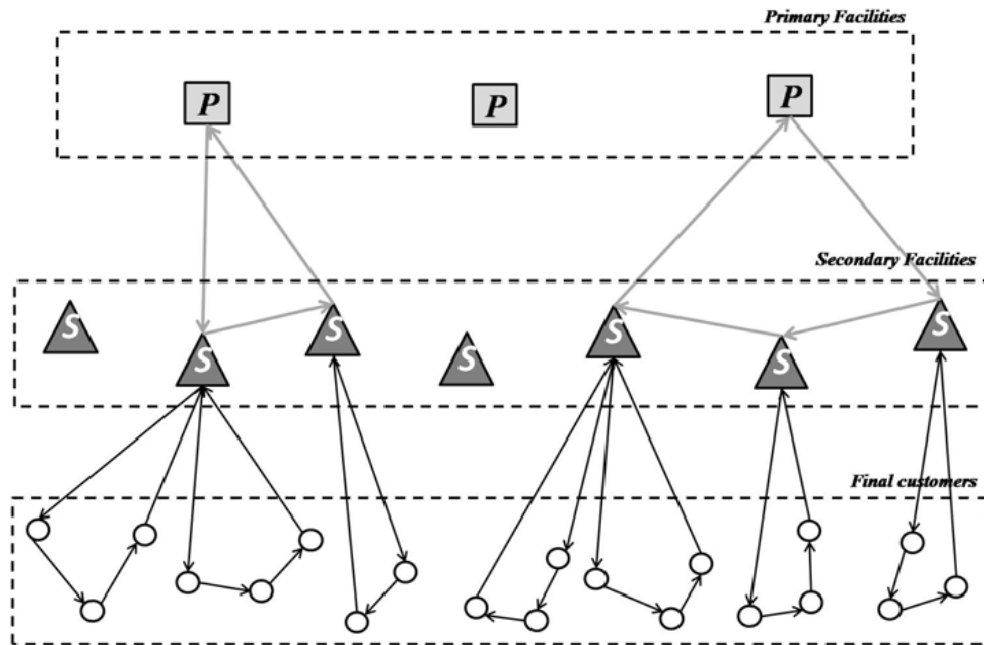 Primary Facilities
P P P
Secondary Facilities
S S S S S S S
Final customers